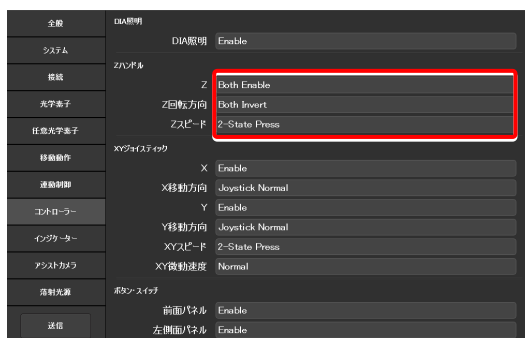 全般
システム
接続
光学素子
任意光学素子
移動動作
連動制御
コントローラー
インジケーター
アシストカメラ
落射光源
送信
DIA照明
DIA照明 Enable
Zハンドル
Z Both Enable
Z回転方向 Both Invert
Zスピード 2-State Press
XYジョイスティック
X Enable
X移動方向 Joystick Normal
Y Enable
Y移動方向 Joystick Normal
XYスピード 2-State Press
XY微動速度 Normal
ボタン・スイッチ
前面パネル Enable
左側面パネル Enable